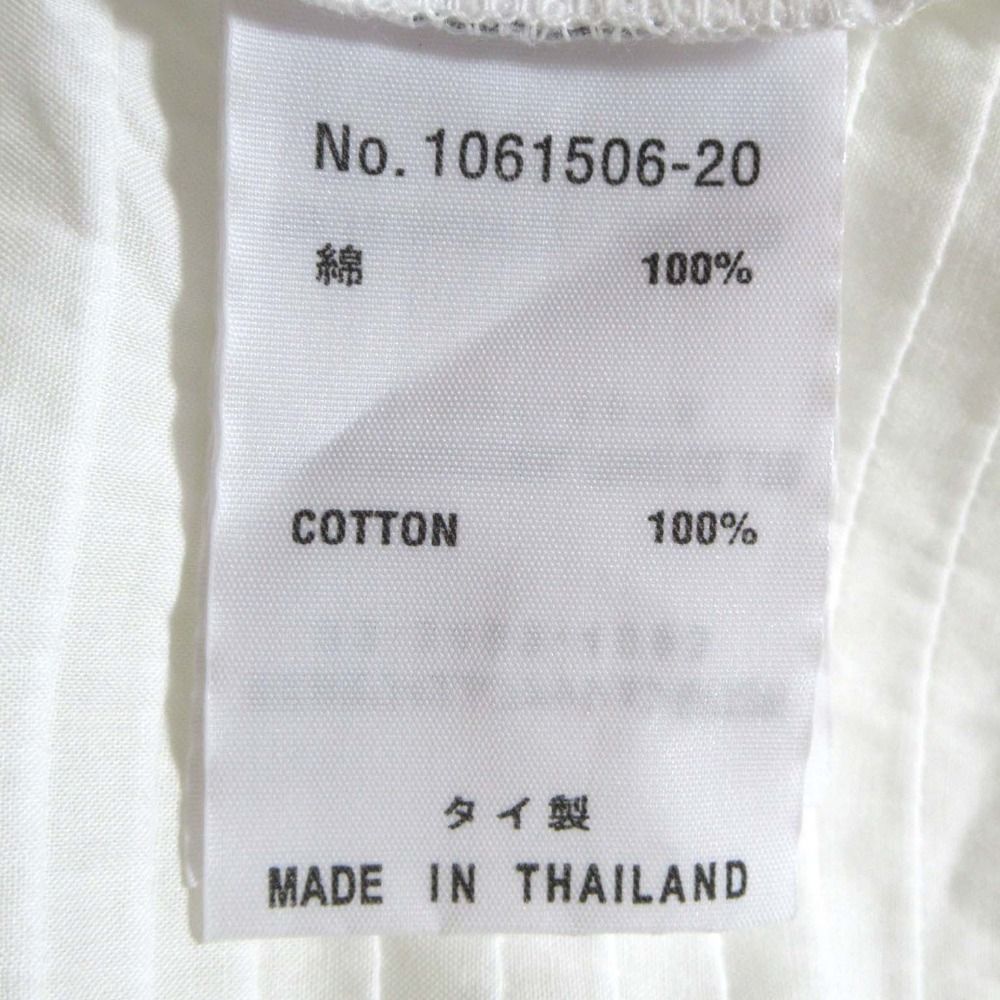 No. 1061506-20
綿 100%
COTTON 100%
タイ製
MADE IN THAILAND